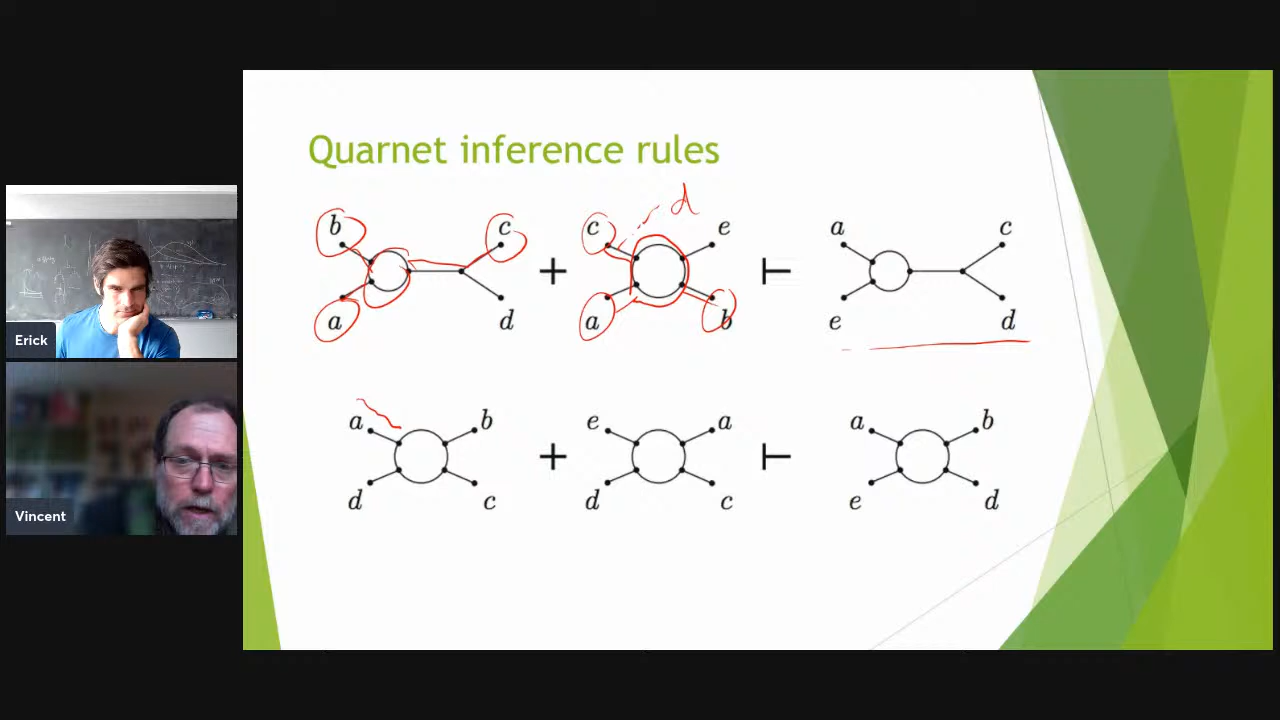 Quarnet inference rules
d
b c c e a c
+ ⊢
a d a b e d
a b e a a b
+ ⊢
d c d c e d
Erick
Vincent